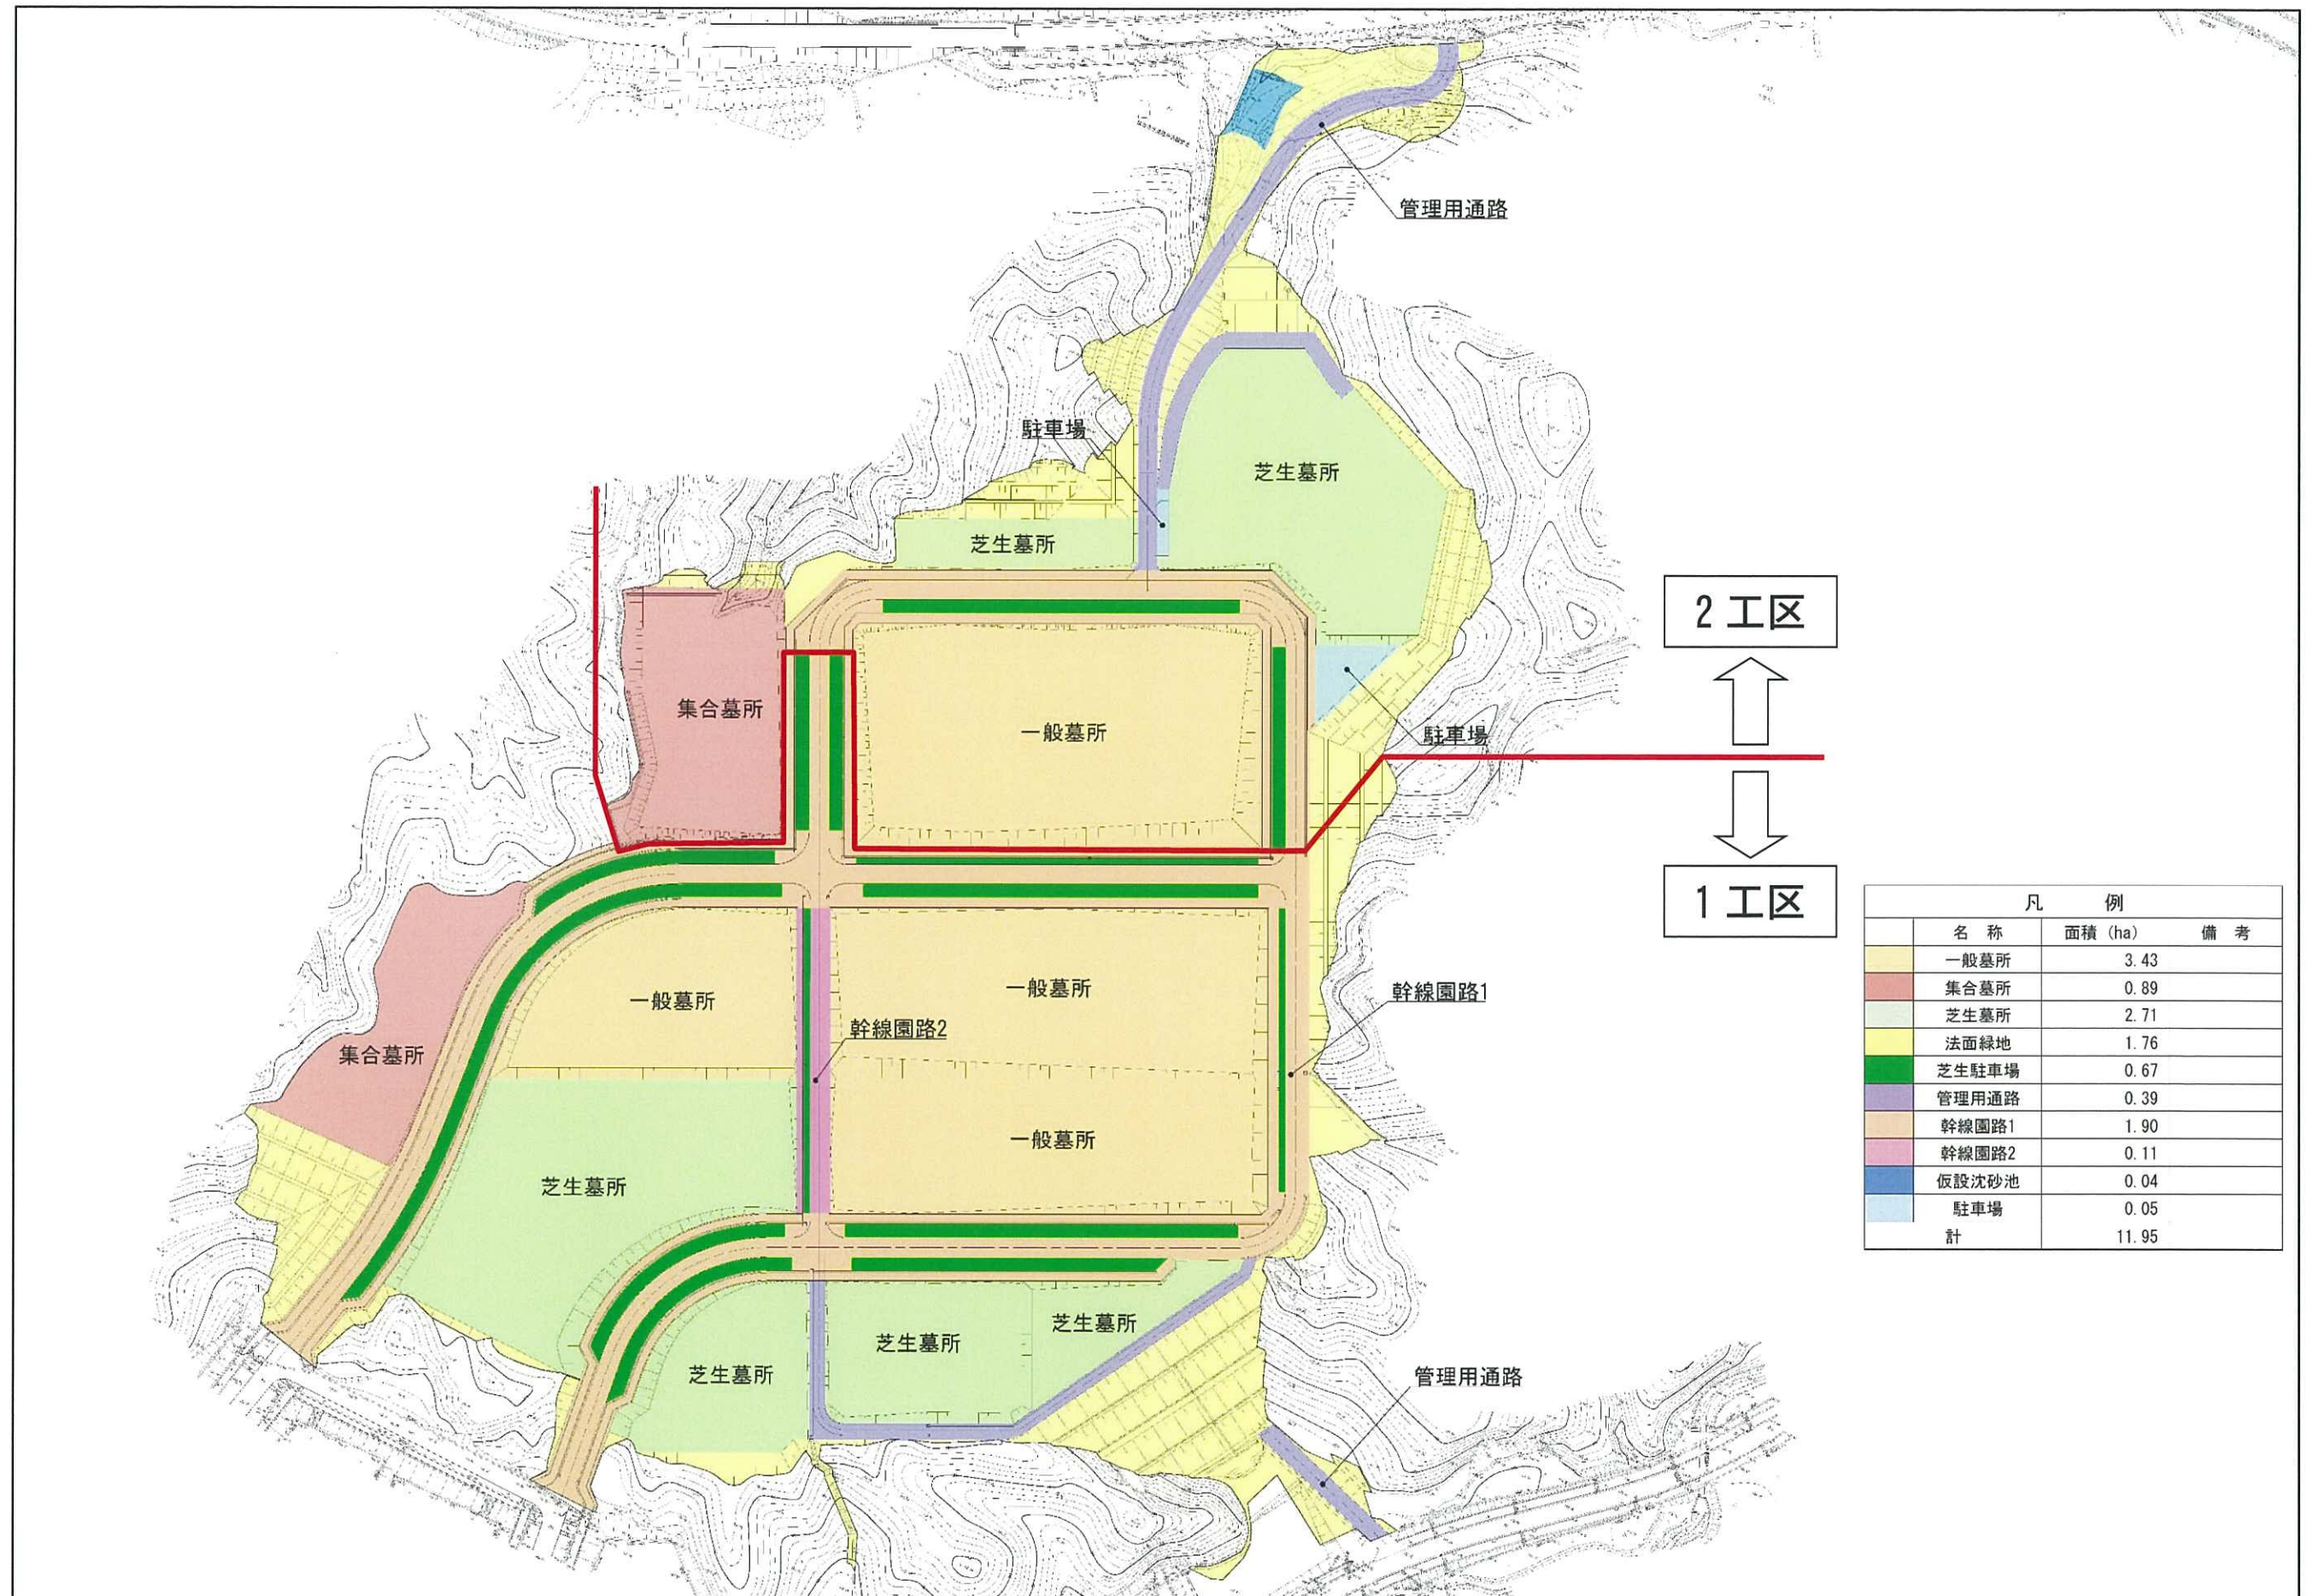 管理用通路
駐車場
芝生墓所
芝生墓所
2 工区
集合墓所
一般墓所
駐車場
1 工区
一般墓所
一般墓所
幹線園路1
幹線園路2
集合墓所
一般墓所
芝生墓所
芝生墓所
芝生墓所
芝生墓所
管理用通路
凡 例
名 称 面積 (ha) 備 考
一般墓所 3.43
集合墓所 0.89
芝生墓所 2.71
法面緑地 1.76
芝生駐車場 0.67
管理用通路 0.39
幹線園路1 1.90
幹線園路2 0.11
仮設沈砂池 0.04
駐車場 0.05
計 11.95